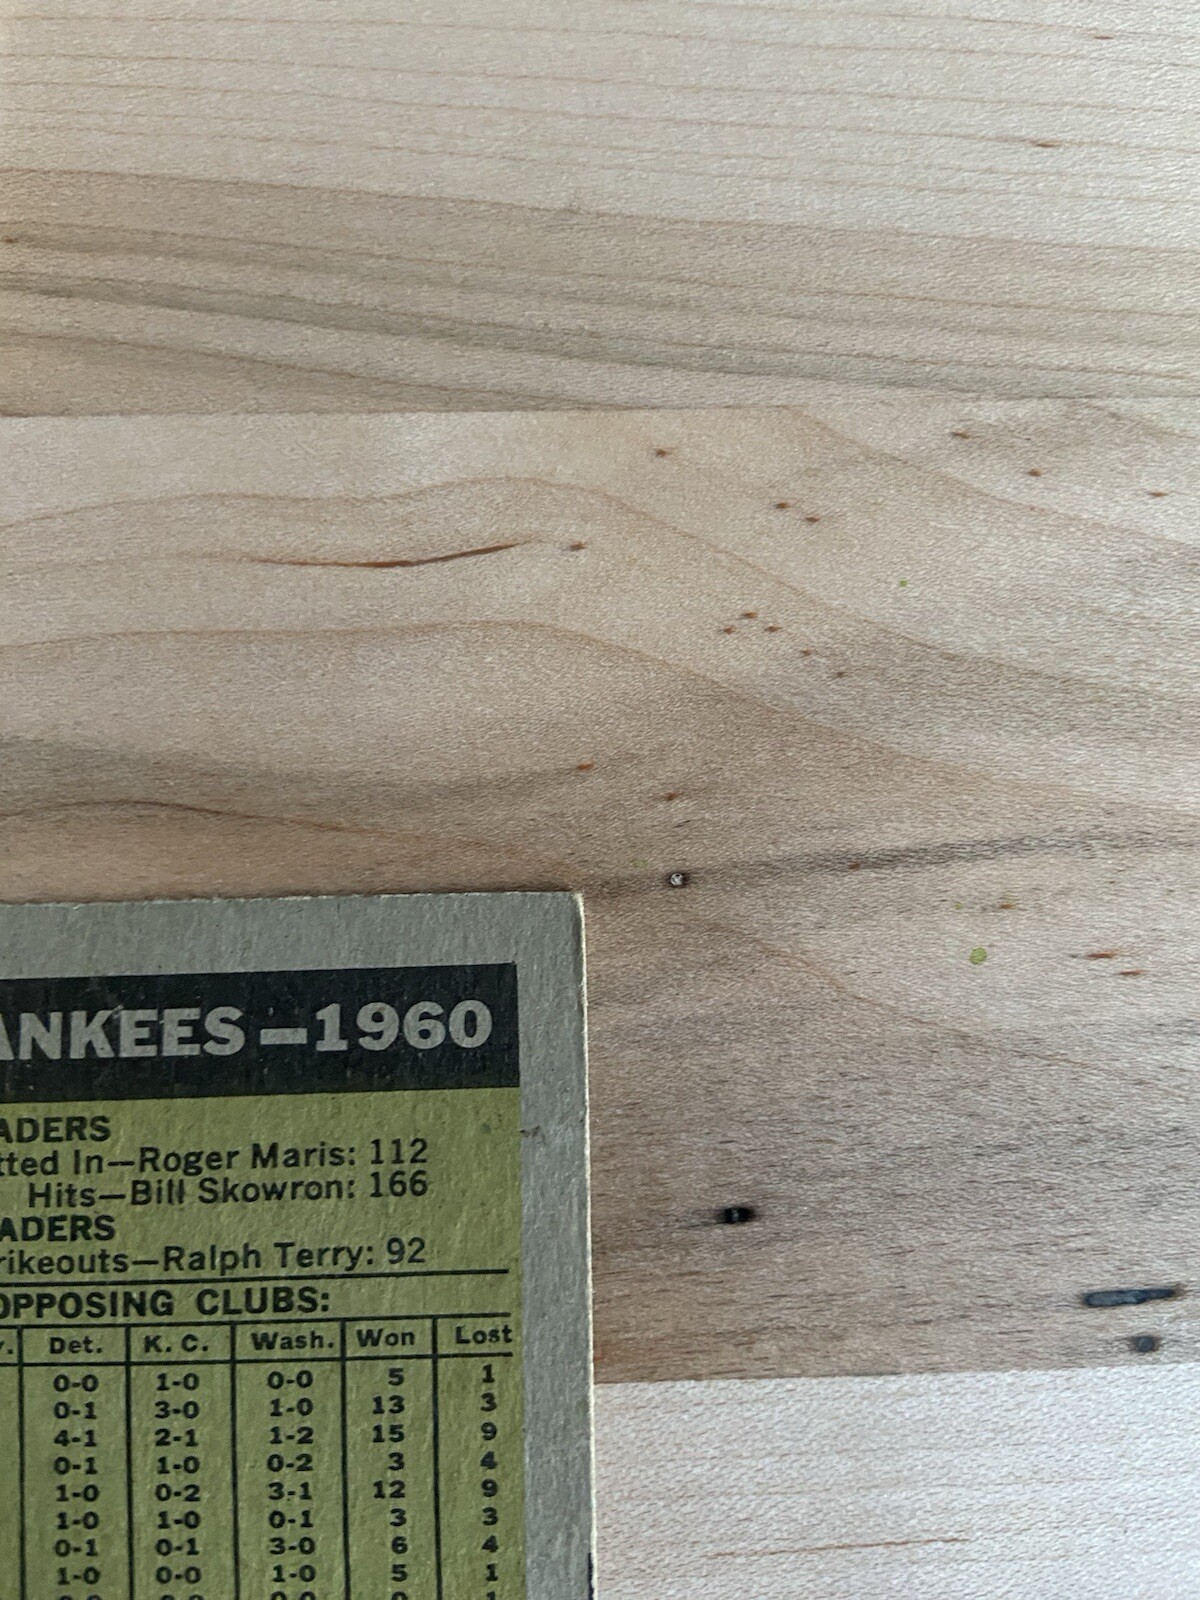 ANKEES—1960
ADERS
tted In—Roger Maris: 112
Hits—Bill Skowron: 166
ADERS
rikeouts—Ralph Terry: 92
OPPOSING CLUBS:
Det. K. C. Wash. Won Lost
0-0 1-0 0-0 5 1
0-1 3-0 1-0 13 3
4-1 2-1 1-2 15 9
0-1 1-0 0-2 3 4
1-0 0-2 3-1 12 9
1-0 1-0 0-1 3 3
0-1 0-1 3-0 6 4
1-0 0-0 1-0 5 1